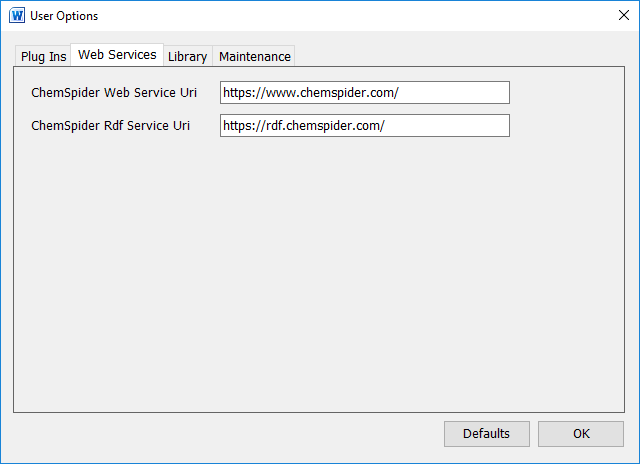 User Options
Plug Ins Web Services Library Maintenance
ChemSpider Web Service Uri https://www.chemspider.com/
ChemSpider Rdf Service Uri https://rdf.chemspider.com/
Defaults OK